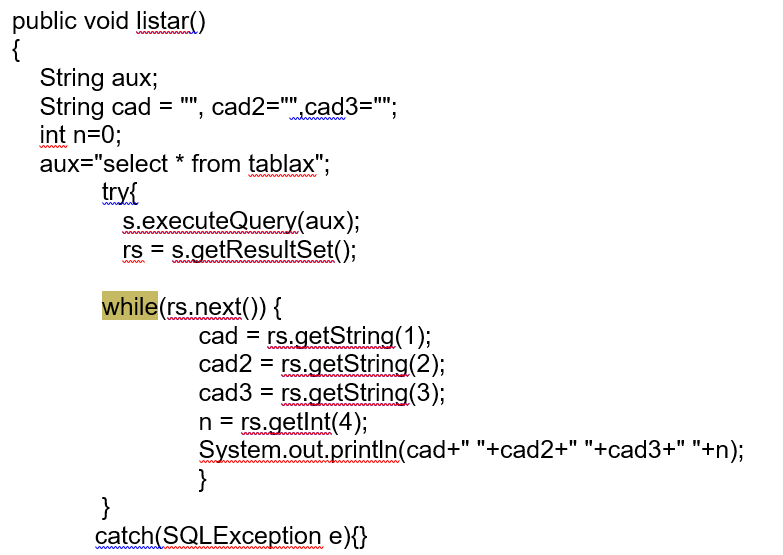 public void listar()
{
String aux;
String cad = "", cad2="",cad3="";
int n=0;
aux="select * from tablax";
try{
s.executeQuery(aux);
rs = s.getResultSet();
while(rs.next()) {
cad = rs.getString(1);
cad2 = rs.getString(2);
cad3 = rs.getString(3);
n = rs.getInt(4);
System.out.println(cad+" "+cad2+" "+cad3+" "+n);
}
}
catch(SQLException e){}